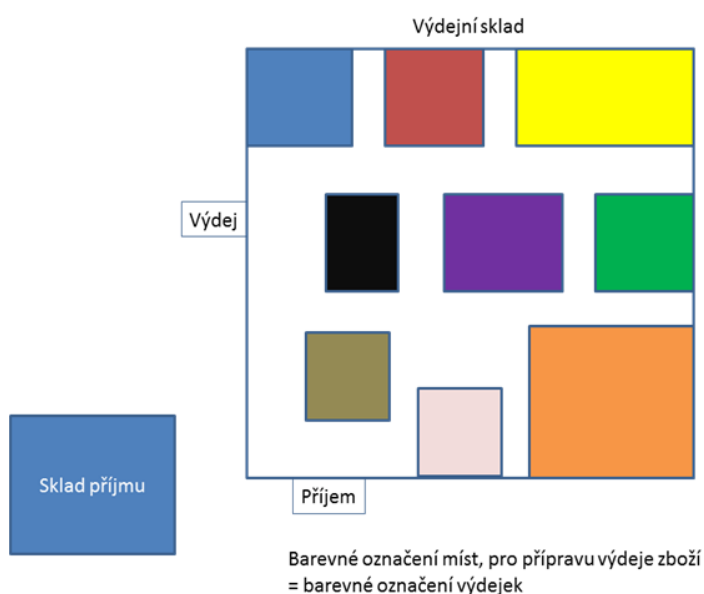 Výdejní sklad
Výdej
Sklad příjmu
Příjem
Barevné označení míst, pro přípravu výdeje zboží
= barevné označení výdejek